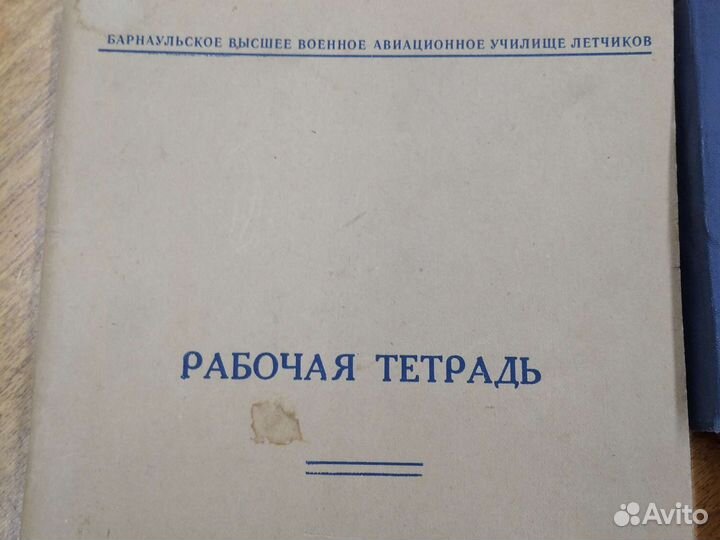 БАРНАУЛЬСКОЕ ВЫСШЕЕ ВОЕННОЕ АВИАЦИОННОЕ УЧИЛИЩЕ ЛЕТЧИКОВ
РАБОЧАЯ ТЕТРАДЬ
Avito